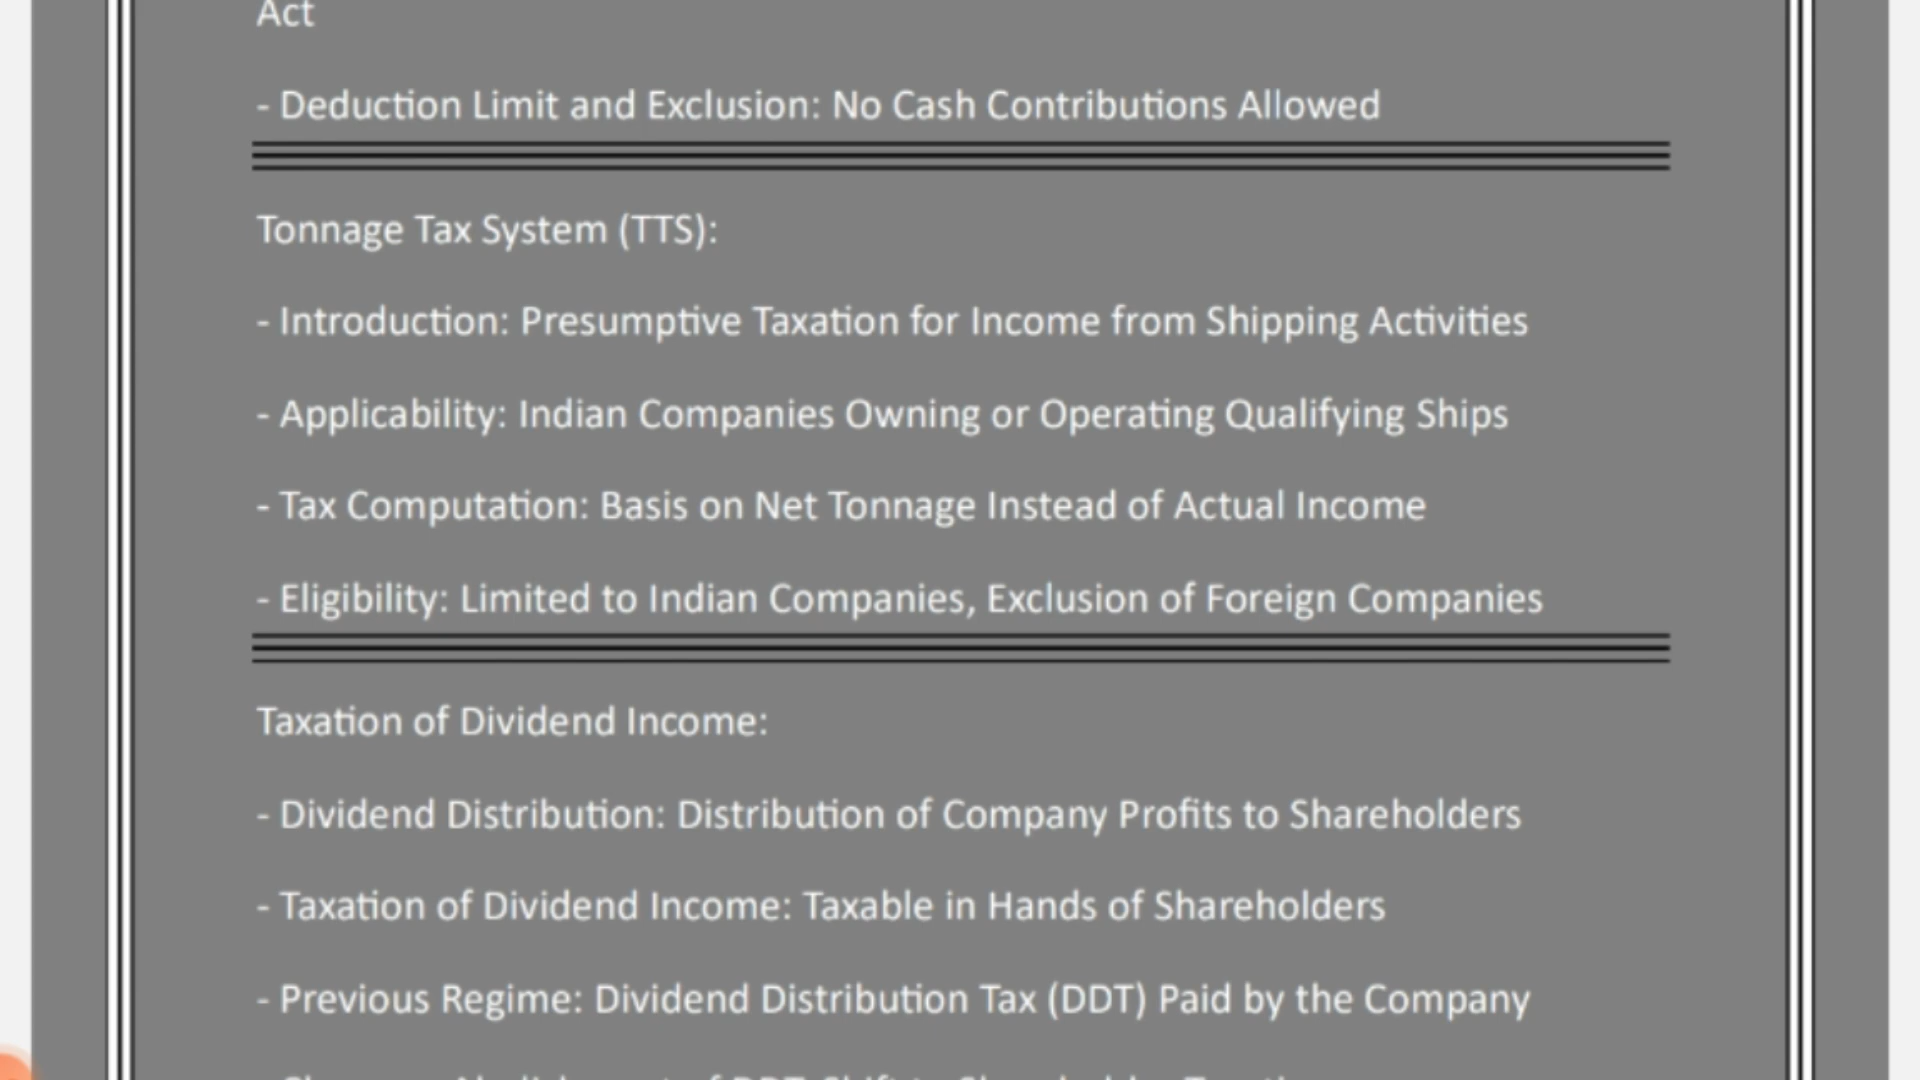 Act
- Deduction Limit and Exclusion: No Cash Contributions Allowed
Tonnage Tax System (TTS):
- Introduction: Presumptive Taxation for Income from Shipping Activities
- Applicability: Indian Companies Owning or Operating Qualifying Ships
- Tax Computation: Basis on Net Tonnage Instead of Actual Income
- Eligibility: Limited to Indian Companies, Exclusion of Foreign Companies
Taxation of Dividend Income:
- Dividend Distribution: Distribution of Company Profits to Shareholders
- Taxation of Dividend Income: Taxable in Hands of Shareholders
- Previous Regime: Dividend Distribution Tax (DDT) Paid by the Company